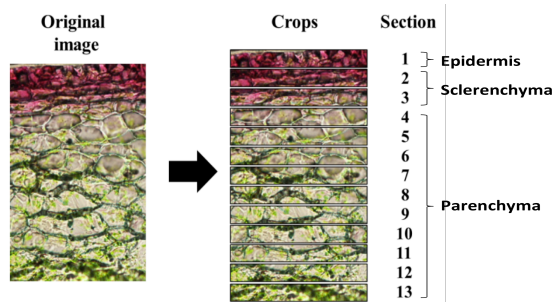 Original
image
Crops
Section
1
Epidermis
2
Sclerenchyma
3
4
5
6
7
8
Parenchyma
9
10
11
12
13